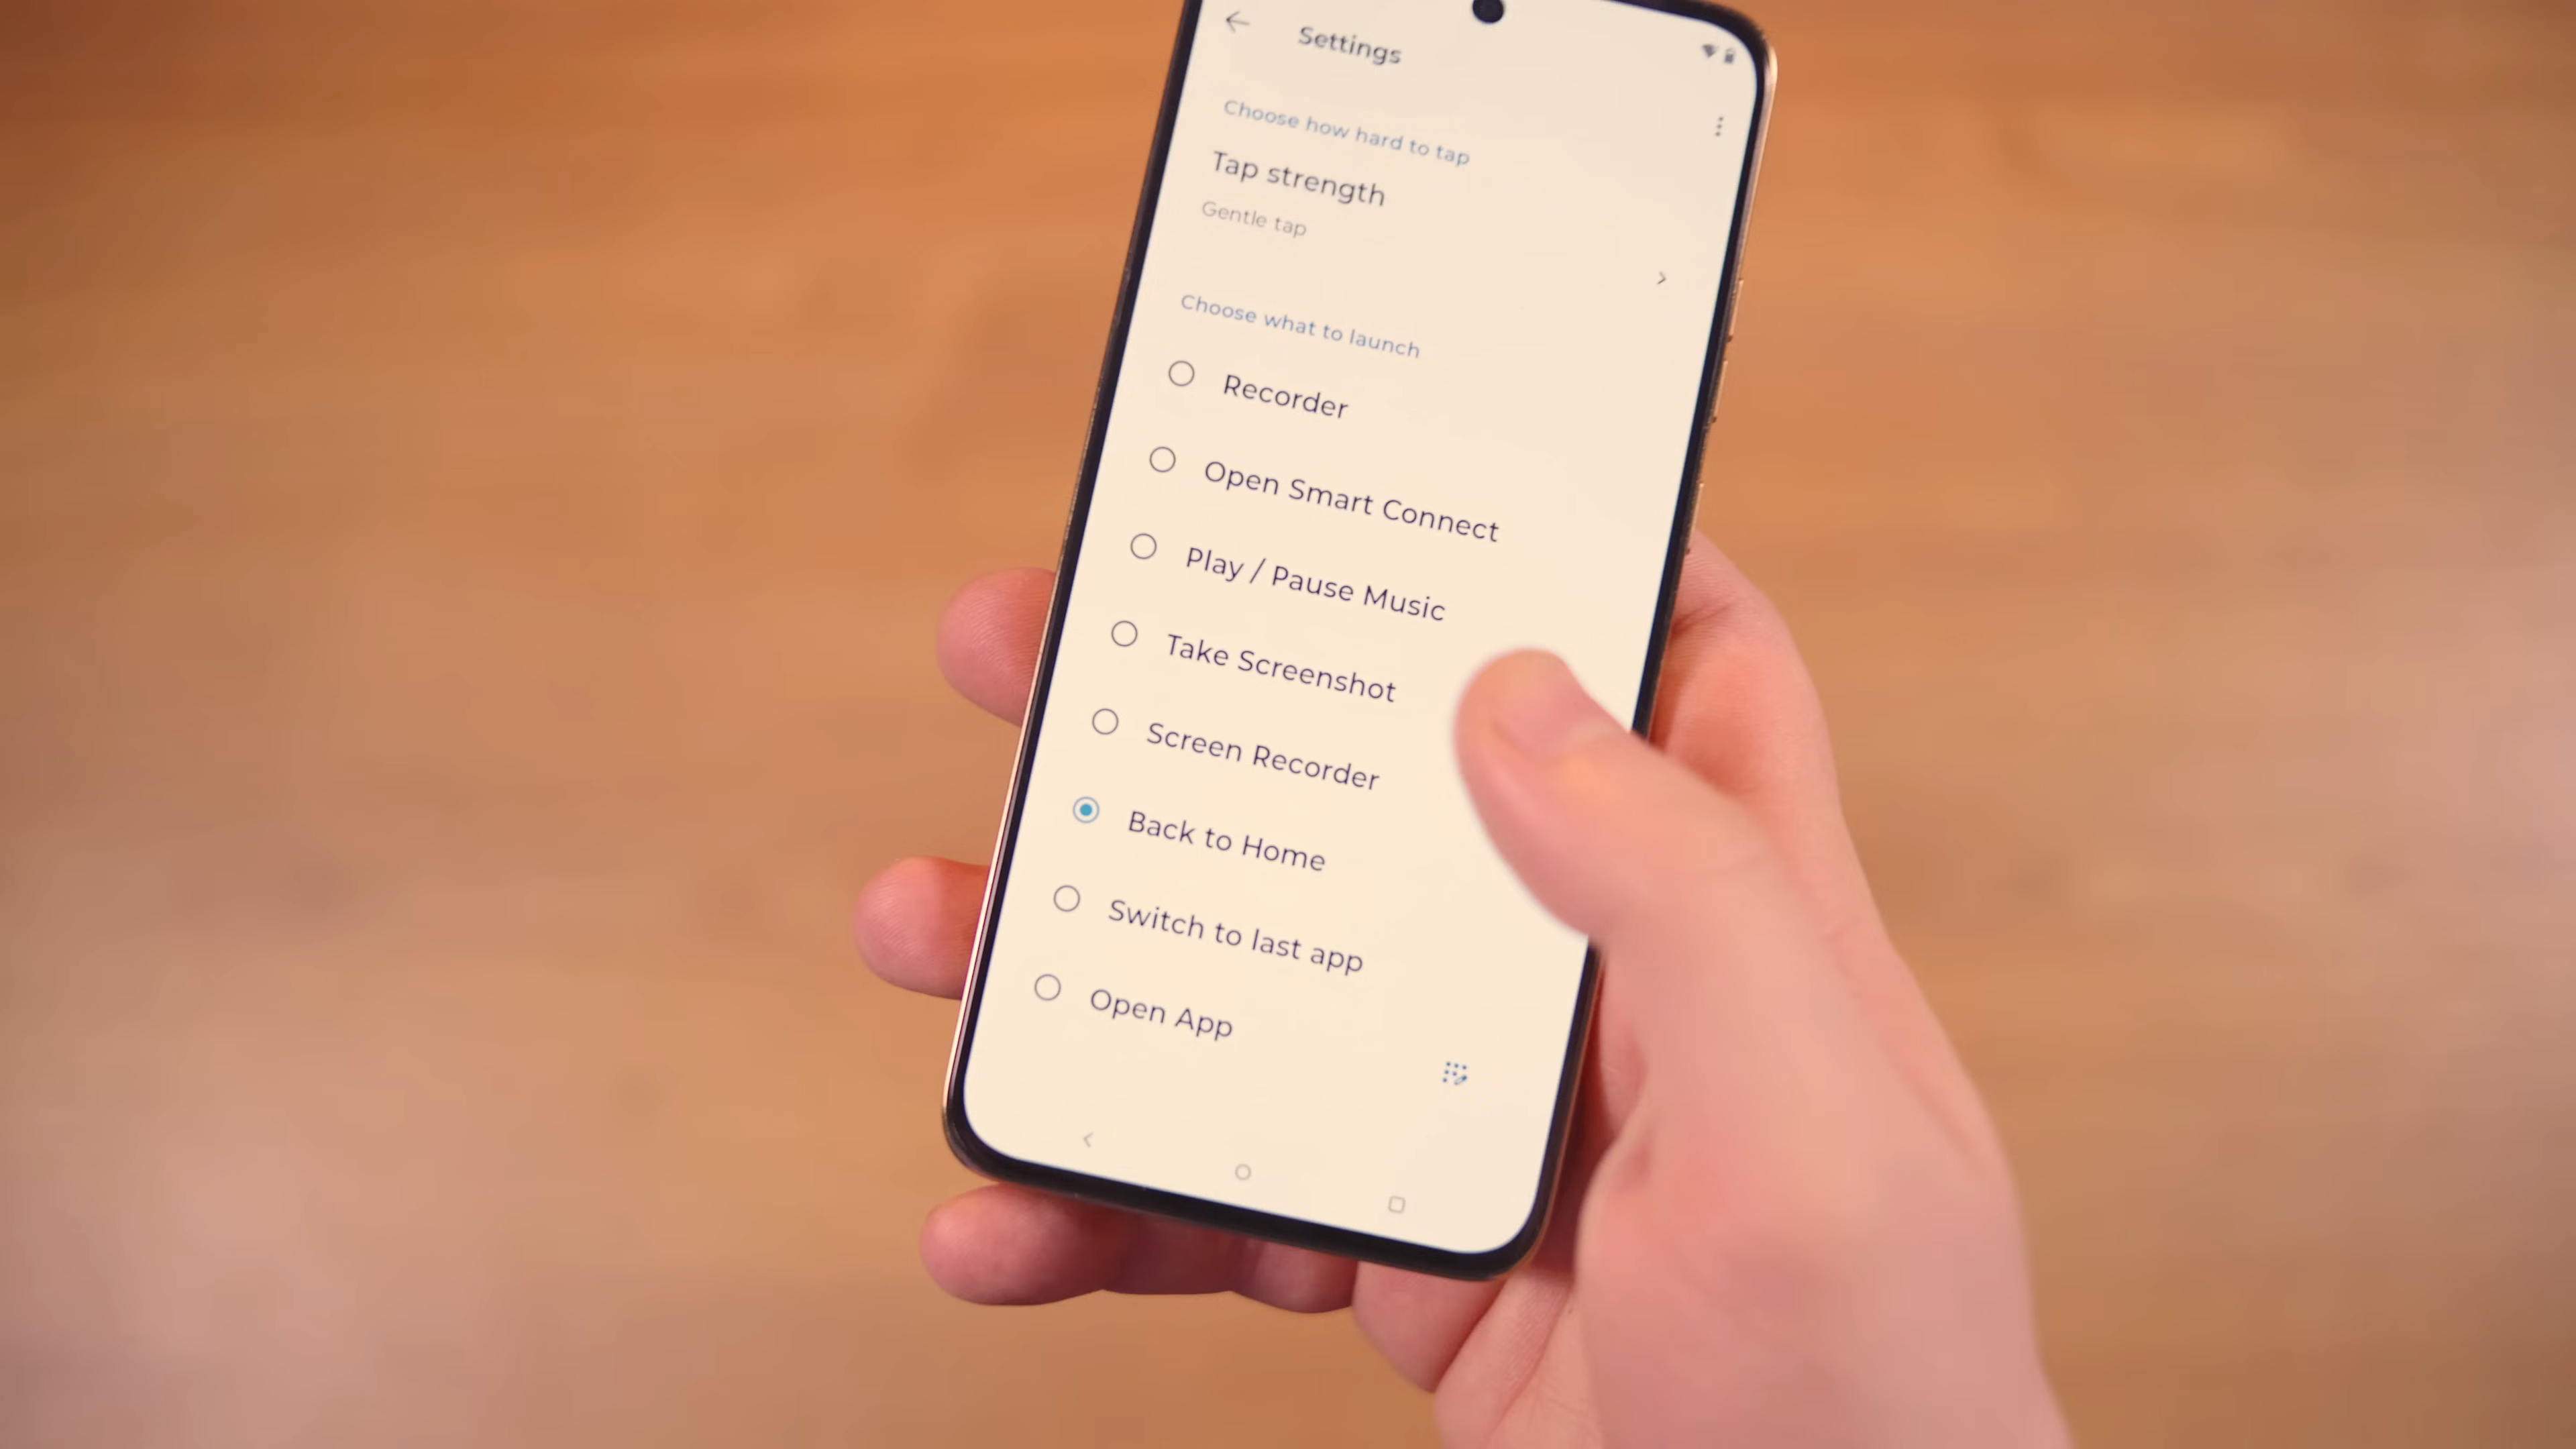 Settings
Choose how hard to tap
Tap strength
Gentle tap
Choose what to launch
Recorder
Open Smart Connect
Play / Pause Music
Take Screenshot
Screen Recorder
Back to Home
Switch to last app
Open App